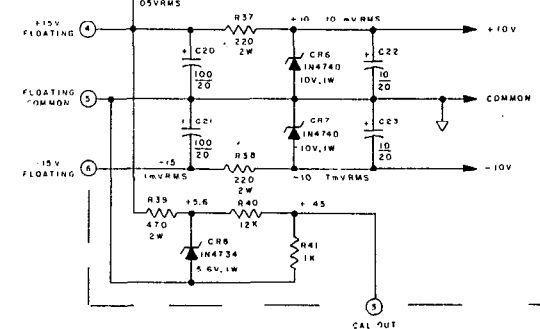 05VRMS
+15V
FLOATING
4
R37
220
2W
+10 10 mVRMS
+10V
+ C20
100
20
CR6
1N4740
10V,1W
+ C22
10
20
FLOATING
COMMON
5
COMMON
+ C21
100
20
CR7
1N4740
10V,1W
+ C23
10
20
-15V
FLOATING
6
-15
1mVRMS
R38
220
2W
-10 7mVRMS
-10V
R39
470
2W
+5.6
R40
12K
+ 45
CR8
1N4734
5 6V,1W
R41
1K
3
CAL OUT